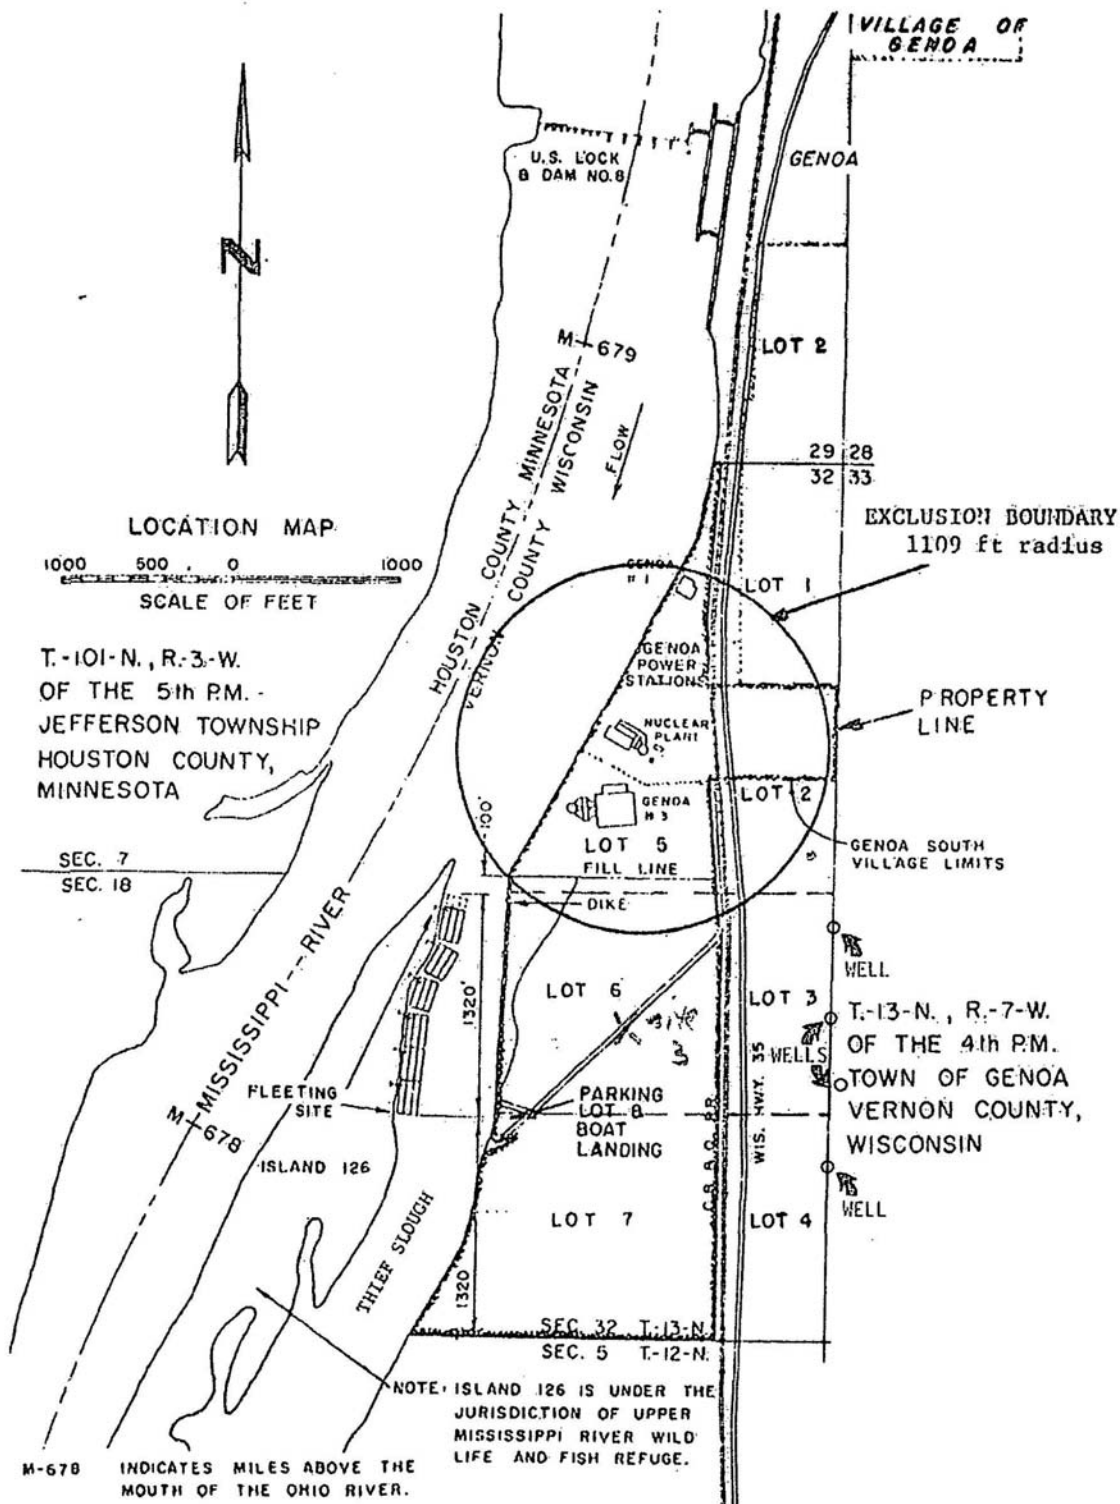 VILLAGE OF
GENOA
U.S. LOCK
& DAM NO.8
GENOA
N
M-679
LOT 2
HOUSTON COUNTY MINNESOTA
VERNON COUNTY WISCONSIN
FLOW
29 28
32 33
LOCATION MAP
1000 500 0 1000
SCALE OF FEET
EXCLUSION BOUNDARY
1109 ft radius
GENOA
#1
LOT 1
T.-101-N., R.-3-W.
OF THE 5th P.M.-
JEFFERSON TOWNSHIP
HOUSTON COUNTY,
MINNESOTA
GENOA
POWER
STATIONS
PROPERTY
LINE
NUCLEAR
PLANT
LOT 2
GENOA
#3
100'
LOT 5
FILL LINE
GENOA SOUTH
VILLAGE LIMITS
SEC. 7
SEC. 18
DIKE
WELL
MISSISSIPPI RIVER
1320'
LOT 6
LOT 3
WELLS
T.-13-N., R.-7-W.
OF THE 4th P.M.
TOWN OF GENOA
VERNON COUNTY,
WISCONSIN
WIS. HWY. 35
FLEETING
SITE
PARKING
LOT &
BOAT
LANDING
M-678
ISLAND 126
WELL
LOT 7
LOT 4
THIEF SLOUGH
1320
SEC. 32 T.-13-N.
SEC. 5 T.-12-N.
NOTE: ISLAND 126 IS UNDER THE
JURISDICTION OF UPPER
MISSISSIPPI RIVER WILD
LIFE AND FISH REFUGE.
M-678 INDICATES MILES ABOVE THE
MOUTH OF THE OHIO RIVER.